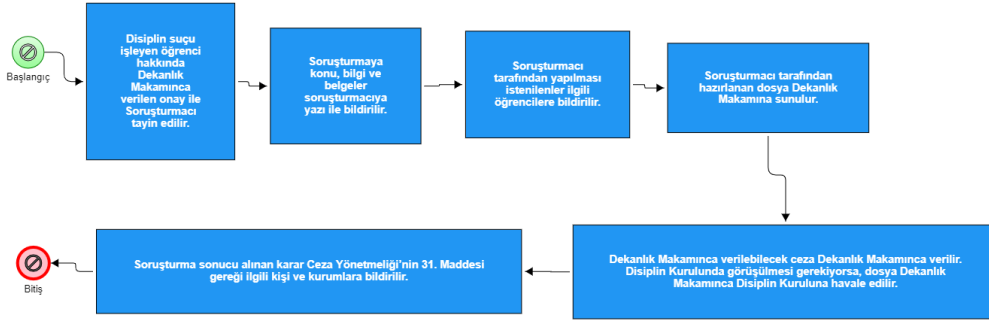 Başlangıç
Disiplin suçu
işleyen öğrenci
hakkında
Dekanlık
Makamınca
verilen onay ile
Soruşturmacı
tayin edilir.
Soruşturmaya
konu, bilgi ve
belgeler
soruşturmacıya
yazı ile bildirilir.
Soruşturmacı
tarafından yapılması
istenilenler ilgili
öğrencilere bildirilir.
Soruşturmacı tarafından
hazırlanan dosya Dekanlık
Makamına sunulur.
Dekanlık Makamınca verilebilecek ceza Dekanlık Makamınca verilir.
Disiplin Kurulunda görüşülmesi gerekiyorsa, dosya Dekanlık
Makamınca Disiplin Kuruluna havale edilir.
Soruşturma sonucu alınan karar Ceza Yönetmeliği'nin 31. Maddesi
gereği ilgili kişi ve kurumlara bildirilir.
Bitiş